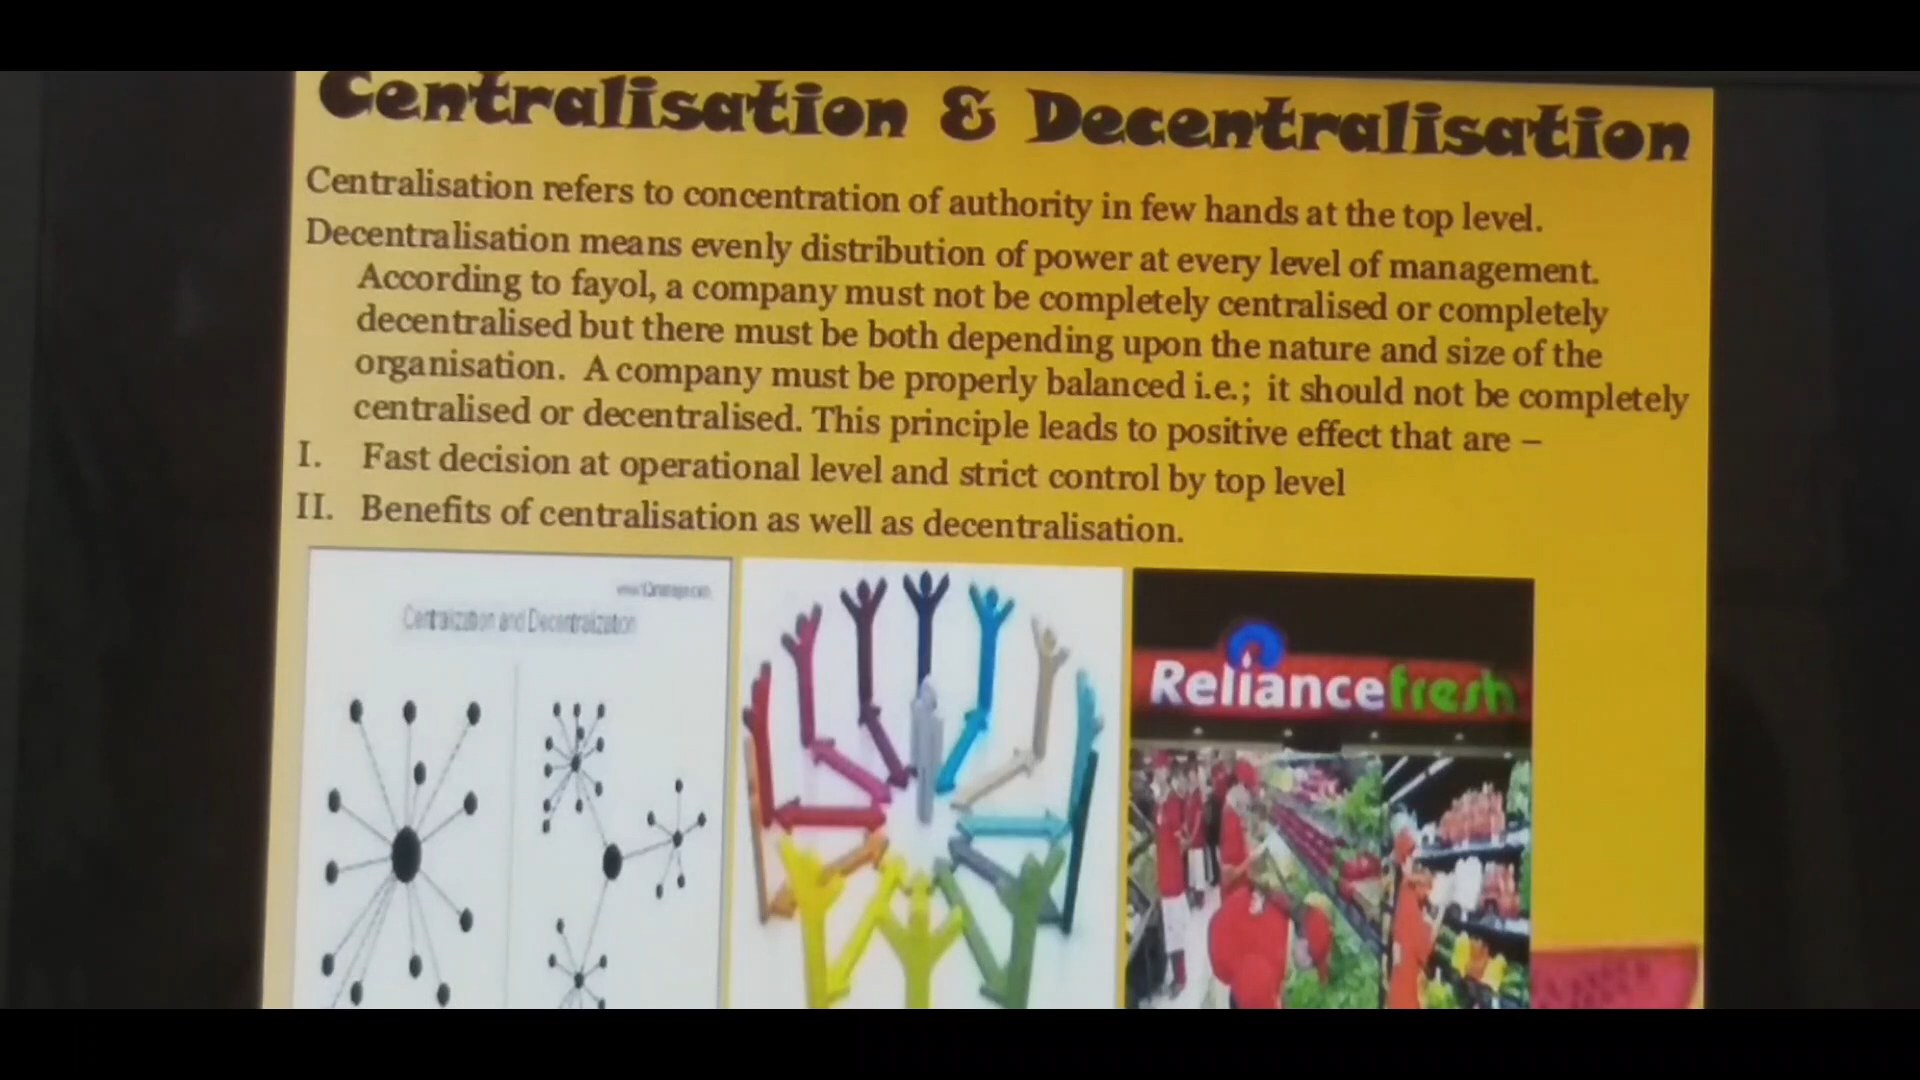 Centralisation & Decentralisation
Centralisation refers to concentration of authority in few hands at the top level.
Decentralisation means evenly distribution of power at every level of management.
According to fayol, a company must not be completely centralised or completely
decentralised but there must be both depending upon the nature and size of the
organisation. A company must be properly balanced i.e.; it should not be completely
centralised or decentralised. This principle leads to positive effect that are –
I. Fast decision at operational level and strict control by top level
II. Benefits of centralisation as well as decentralisation.
Centralization and Decentralization
Reliance fresh